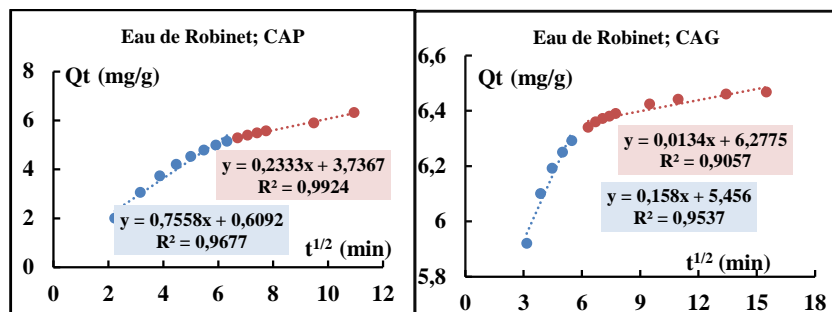 Eau de Robinet; CAP
Qt (mg/g)
8
6
4
2
0
y = 0,2333x + 3,7367
R² = 0,9924
y = 0,7558x + 0,6092
R² = 0,9677
t^1/2 (min)
0 2 4 6 8 10 12
Eau de Robinet; CAG
Qt (mg/g)
6,6
6,4
6,2
6
5,8
y = 0,0134x + 6,2775
R² = 0,9057
y = 0,158x + 5,456
R² = 0,9537
t^1/2 (min)
0 3 6 9 12 15 18